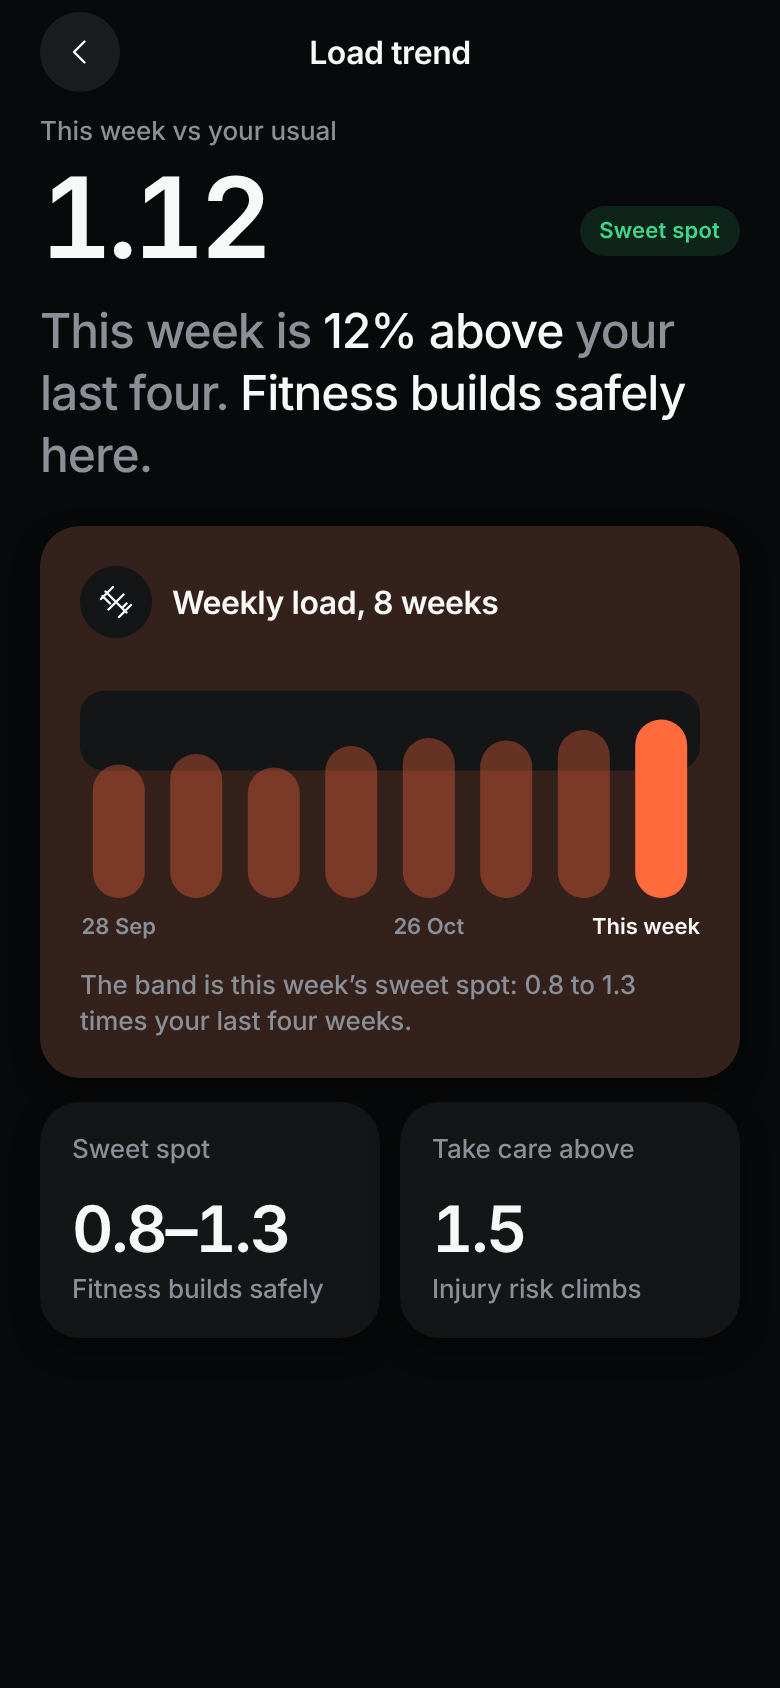 Load trend
This week vs your usual
1.12
Sweet spot
This week is 12% above your
last four. Fitness builds safely
here.
Weekly load, 8 weeks
28 Sep
26 Oct
This week
The band is this week’s sweet spot: 0.8 to 1.3
times your last four weeks.
Sweet spot
0.8–1.3
Fitness builds safely
Take care above
1.5
Injury risk climbs